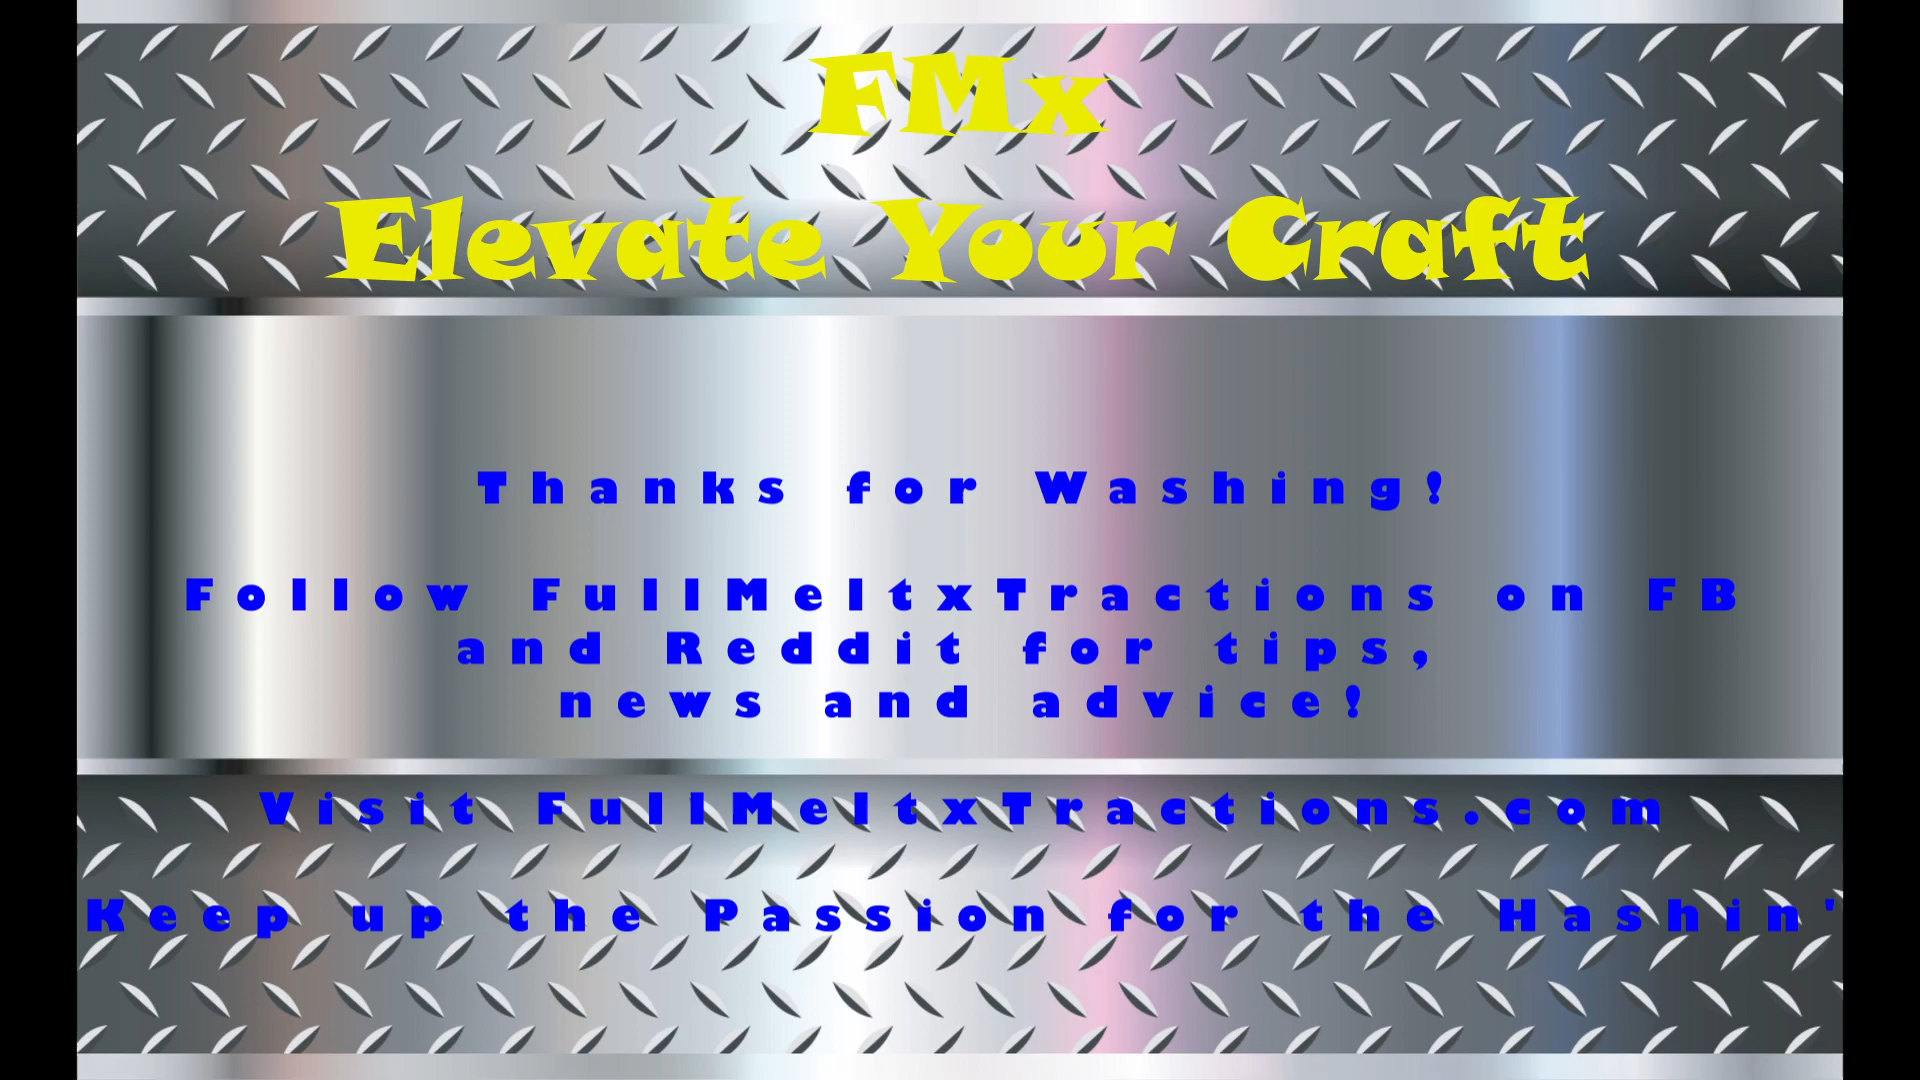 FMx
Elevate Your Craft
Thanks for Washing!
Follow FullMeltxTractions on FB
and Reddit for tips,
news and advice!
Visit FullMeltxTractions.com
Keep up the Passion for the Hashin'